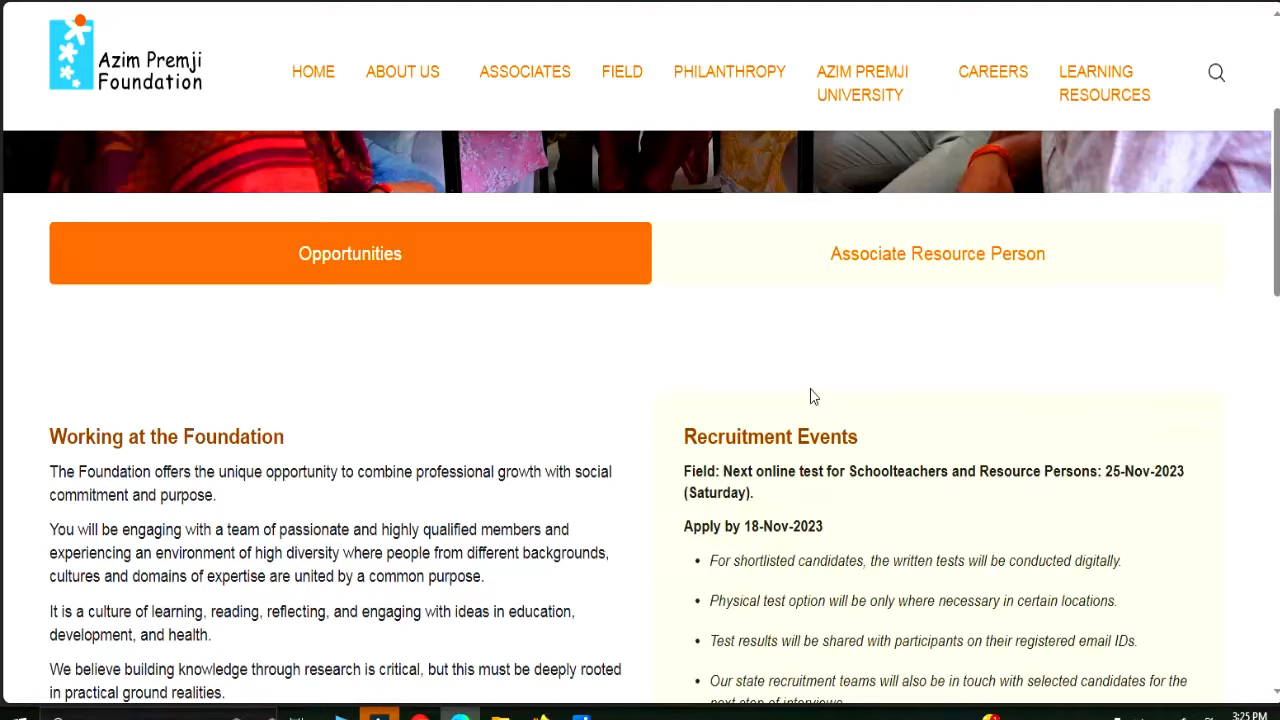 Azim Premji
Foundation
HOME
ABOUT US
ASSOCIATES
FIELD
PHILANTHROPY
AZIM PREMJI
UNIVERSITY
CAREERS
LEARNING
RESOURCES
Opportunities
Associate Resource Person
Working at the Foundation
The Foundation offers the unique opportunity to combine professional growth with social
commitment and purpose.
You will be engaging with a team of passionate and highly qualified members and
experiencing an environment of high diversity where people from different backgrounds,
cultures and domains of expertise are united by a common purpose.
It is a culture of learning, reading, reflecting, and engaging with ideas in education,
development, and health.
We believe building knowledge through research is critical, but this must be deeply rooted
in practical ground realities.
Recruitment Events
Field: Next online test for Schoolteachers and Resource Persons: 25-Nov-2023
(Saturday).
Apply by 18-Nov-2023
• For shortlisted candidates, the written tests will be conducted digitally.
• Physical test option will be only where necessary in certain locations.
• Test results will be shared with participants on their registered email IDs.
• Our state recruitment teams will also be in touch with selected candidates for the
next step of interviews
3:25 PM